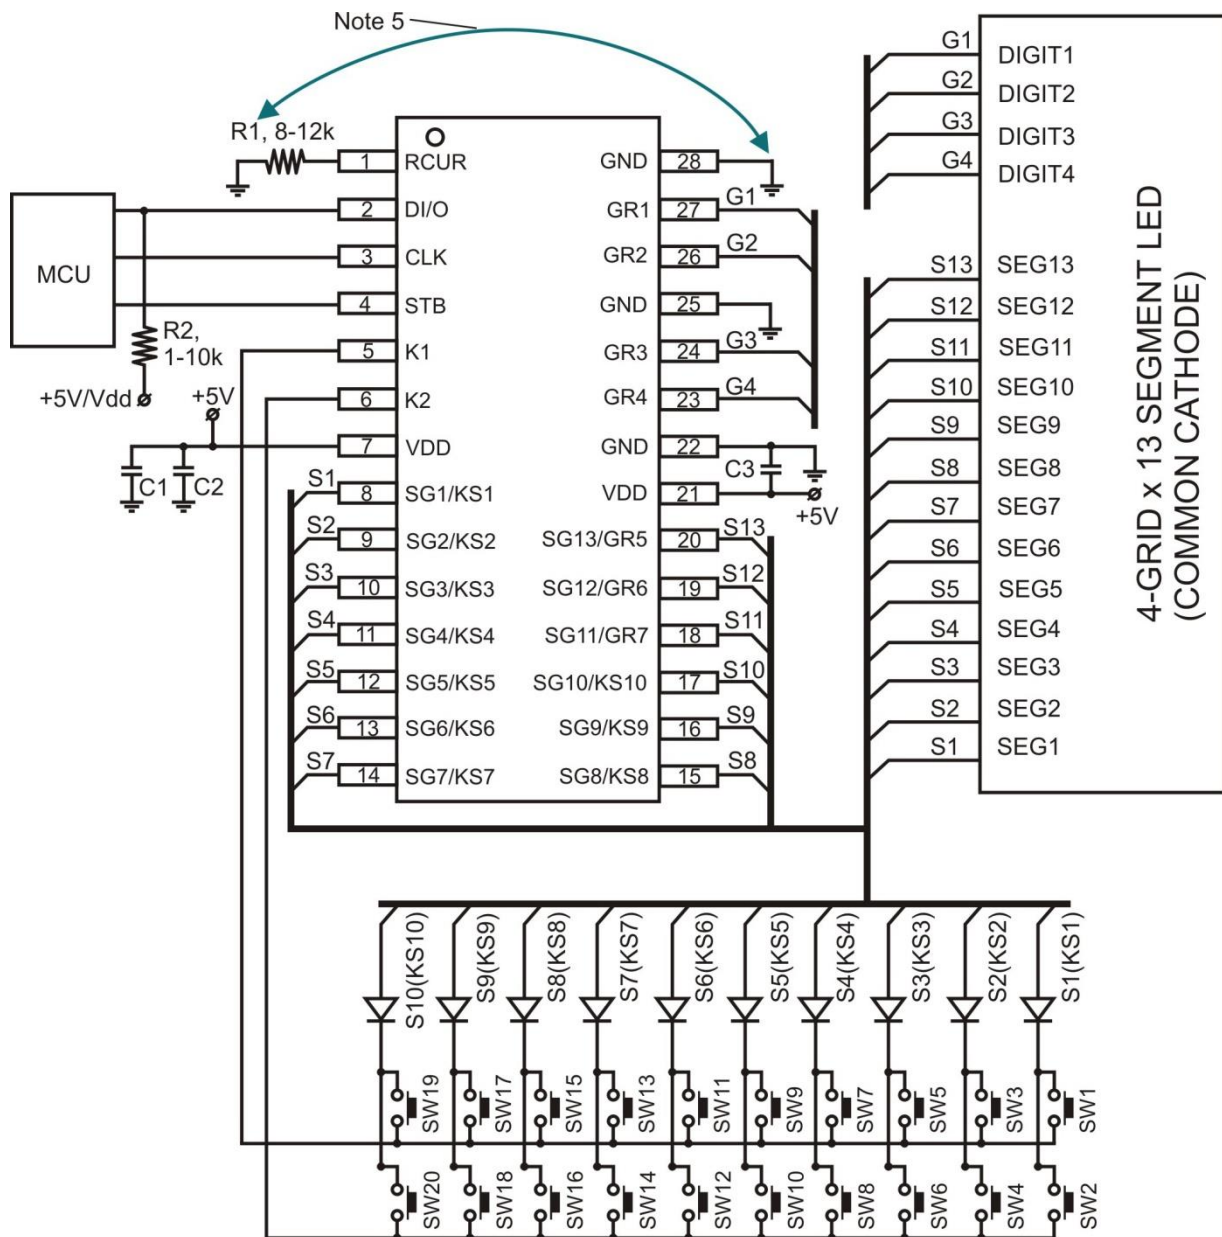 Note 5
R1, 8-12k
MCU
R2,
1-10k
+5V/Vdd
+5V
C1
C2
1 RCUR
2 DI/O
3 CLK
4 STB
5 K1
6 K2
7 VDD
S1 8 SG1/KS1
S2 9 SG2/KS2
S3 10 SG3/KS3
S4 11 SG4/KS4
S5 12 SG5/KS5
S6 13 SG6/KS6
S7 14 SG7/KS7
GND 28
GR1 27 G1
GR2 26 G2
GND 25
GR3 24 G3
GR4 23 G4
GND 22
C3
VDD 21
+5V
SG13/GR5 20 S13
SG12/GR6 19 S12
SG11/GR7 18 S11
SG10/KS10 17 S10
SG9/KS9 16 S9
SG8/KS8 15 S8
G1 DIGIT1
G2 DIGIT2
G3 DIGIT3
G4 DIGIT4
S13 SEG13
S12 SEG12
S11 SEG11
S10 SEG10
S9 SEG9
S8 SEG8
S7 SEG7
S6 SEG6
S5 SEG5
S4 SEG4
S3 SEG3
S2 SEG2
S1 SEG1
4-GRID x 13 SEGMENT LED
(COMMON CATHODE)
S10(KS10)
S9(KS9)
S8(KS8)
S7(KS7)
S6(KS6)
S5(KS5)
S4(KS4)
S3(KS3)
S2(KS2)
S1(KS1)
SW19
SW17
SW15
SW13
SW11
SW9
SW7
SW5
SW3
SW1
SW20
SW18
SW16
SW14
SW12
SW10
SW8
SW6
SW4
SW2